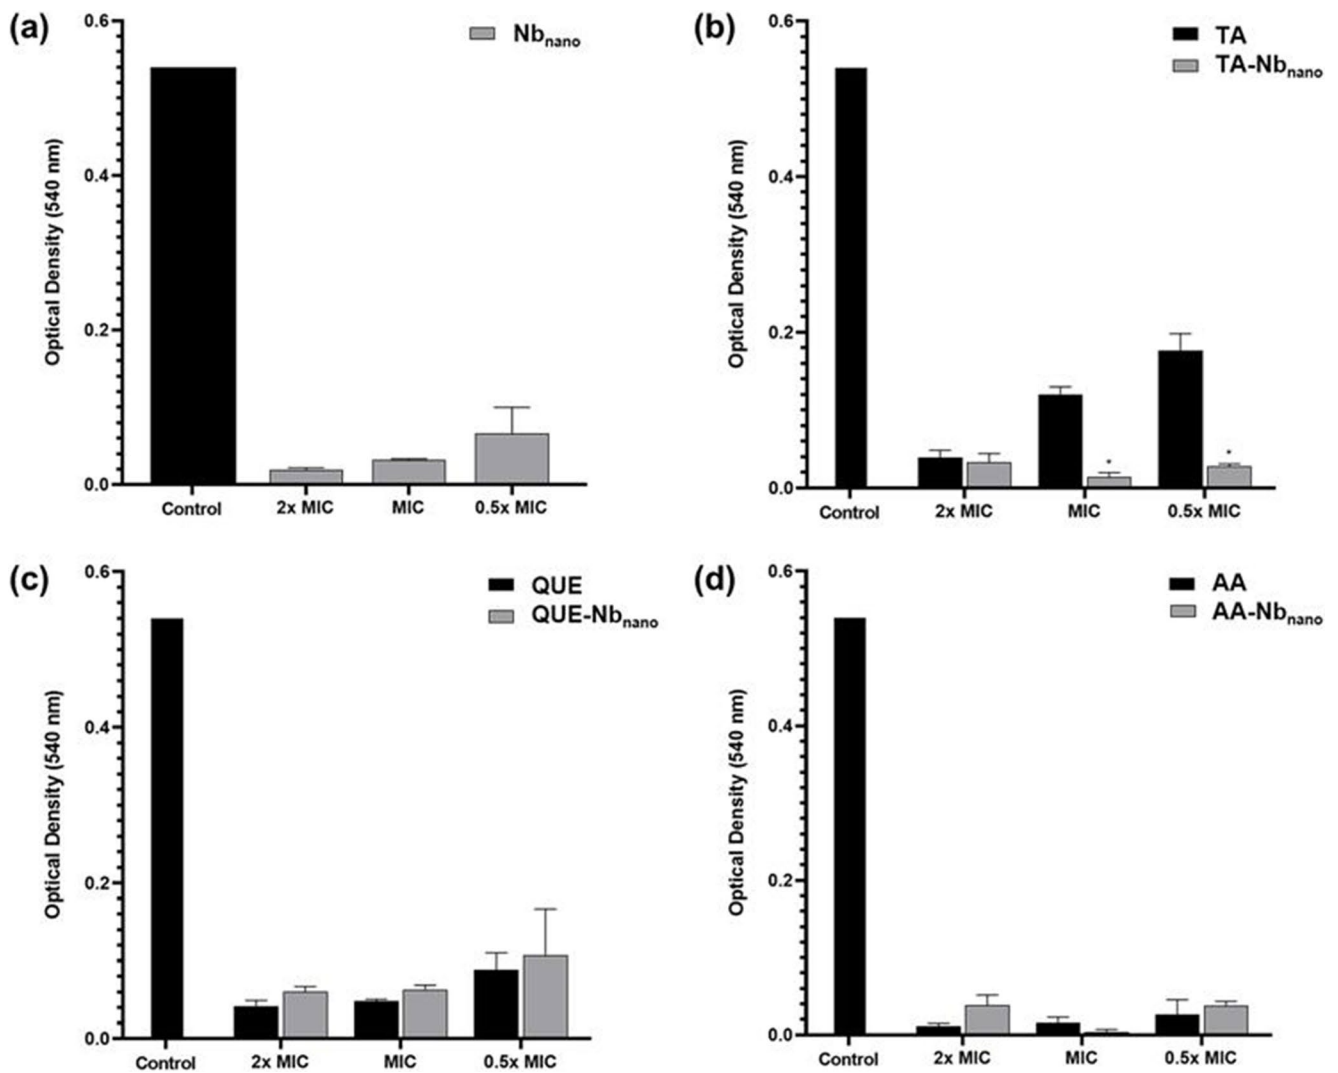 (a)
Nbnano
Optical Density (540 nm)
0.6
0.4
0.2
0.0
Control 2x MIC MIC 0.5x MIC
(b)
TA
TA-Nbnano
Optical Density (540 nm)
0.6
0.4
0.2
0.0
* *
Control 2x MIC MIC 0.5x MIC
(c)
QUE
QUE-Nbnano
Optical Density (540 nm)
0.6
0.4
0.2
0.0
Control 2x MIC MIC 0.5x MIC
(d)
AA
AA-Nbnano
Optical Density (540 nm)
0.6
0.4
0.2
0.0
Control 2x MIC MIC 0.5x MIC